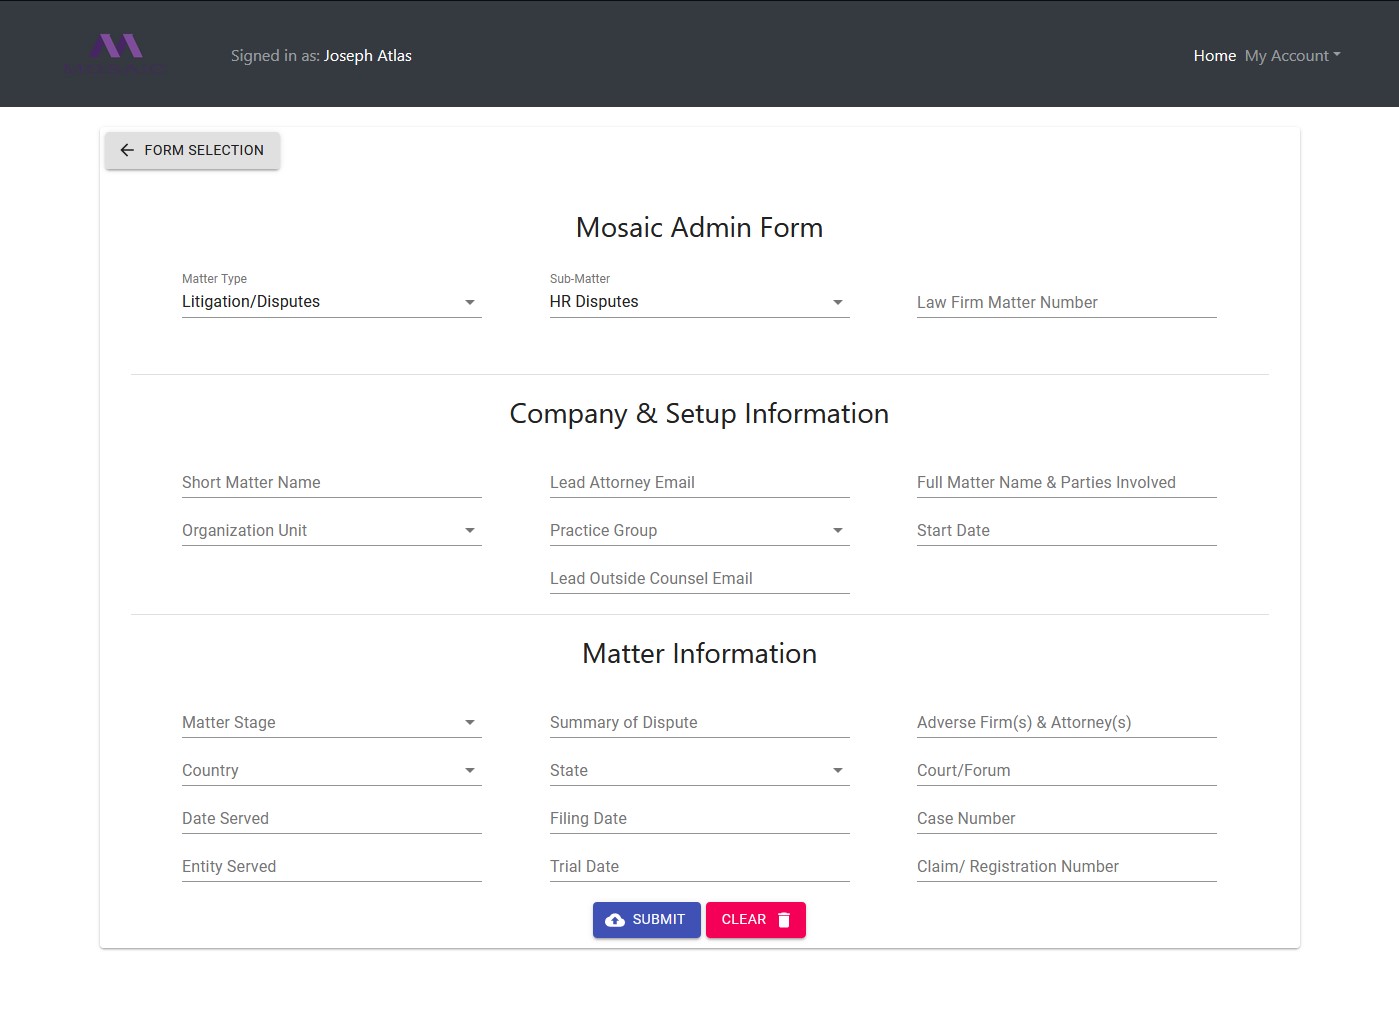 Signed in as: Joseph Atlas
Home My Account
FORM SELECTION
Mosaic Admin Form
Matter Type
Litigation/Disputes
Sub-Matter
HR Disputes
Law Firm Matter Number
Company & Setup Information
Short Matter Name
Lead Attorney Email
Full Matter Name & Parties Involved
Organization Unit
Practice Group
Start Date
Lead Outside Counsel Email
Matter Information
Matter Stage
Summary of Dispute
Adverse Firm(s) & Attorney(s)
Country
State
Court/Forum
Date Served
Filing Date
Case Number
Entity Served
Trial Date
Claim/ Registration Number
SUBMIT
CLEAR